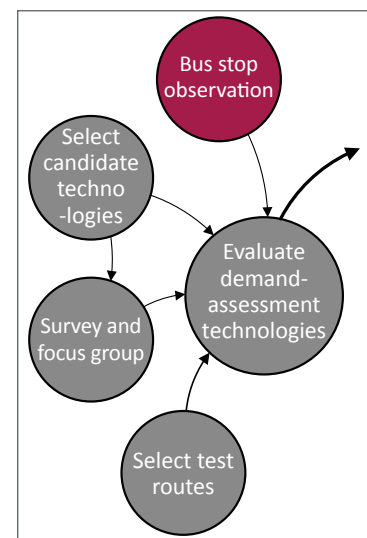 Bus stop
observation
Select
candidate
techno
-logies
Evaluate
demand-
assessment
technologies
Survey and
focus group
Select test
routes